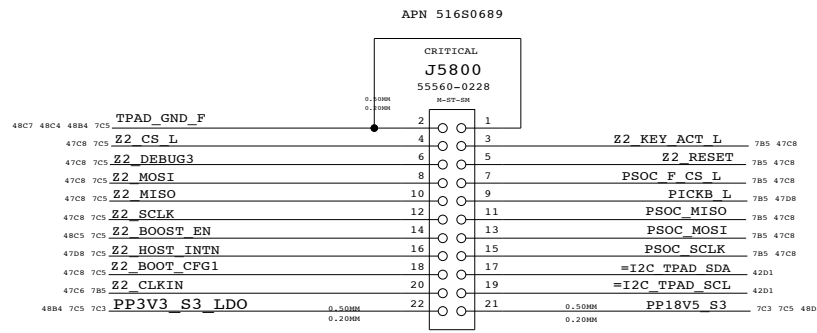 APN 516S0689
CRITICAL
J5800
55560-0228
M-ST-SM
0.50MM
0.20MM
48C7 48C4 48B4 7C5 TPAD_GND_F 2 1
47C8 7C5 Z2_CS_L 4 3 Z2_KEY_ACT_L 7B5 47C8
47C8 7C5 Z2_DEBUG3 6 5 Z2_RESET 7B5 47C8
47C8 7C5 Z2_MOSI 8 7 PSOC_F_CS_L 7B5 47C8
47C8 7C5 Z2_MISO 10 9 PICKB_L 7B5 47D8
47C8 7C5 Z2_SCLK 12 11 PSOC_MISO 7B5 47C8
48C5 7C5 Z2_BOOST_EN 14 13 PSOC_MOSI 7B5 47C8
47D8 7C5 Z2_HOST_INTN 16 15 PSOC_SCLK 7B5 47C8
47C8 7C5 Z2_BOOT_CFG1 18 17 =I2C_TPAD_SDA 42D1
47C6 7B5 Z2_CLKIN 20 19 =I2C_TPAD_SCL 42D1
48B4 7C5 7C3 PP3V3_S3_LDO 0.50MM 22 21 0.50MM PP18V5_S3 7C3 7C5 48D
0.20MM 0.20MM